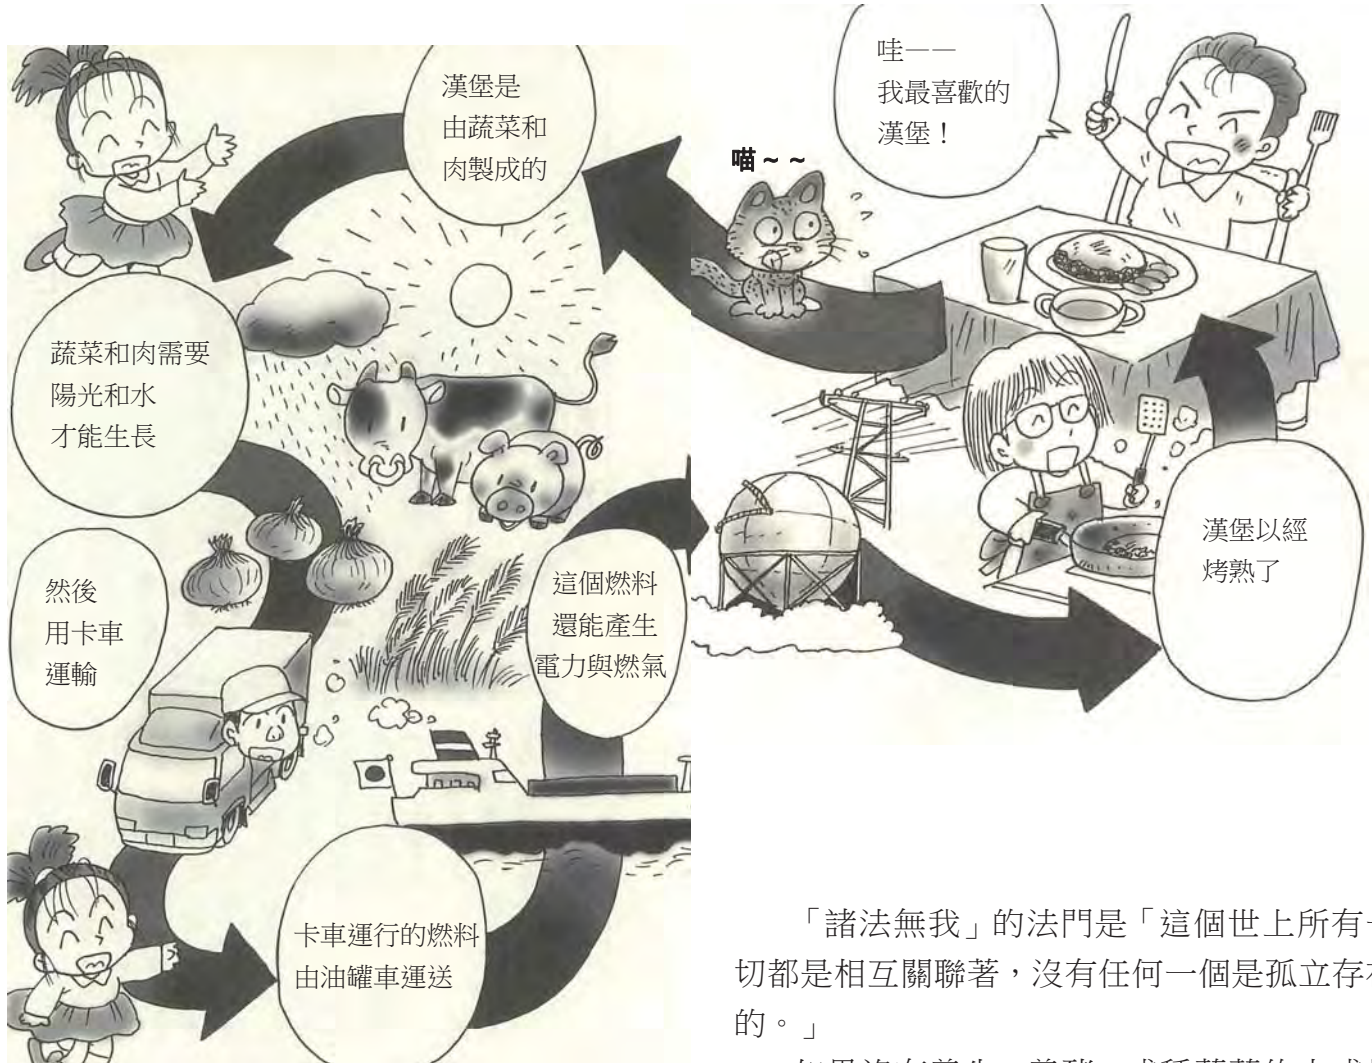 漢堡是
由蔬菜和
肉製成的
蔬菜和肉需要
陽光和水
才能生長
然後
用卡車
運輸
卡車運行的燃料
由油罐車運送
這個燃料
還能產生
電力與燃氣
漢堡以經
烤熟了
哇——
我最喜歡的
漢堡！
喵~~
「諸法無我」的法門是「這個世上所有
切都是相互關聯著，沒有任何一個是孤立存
的。」